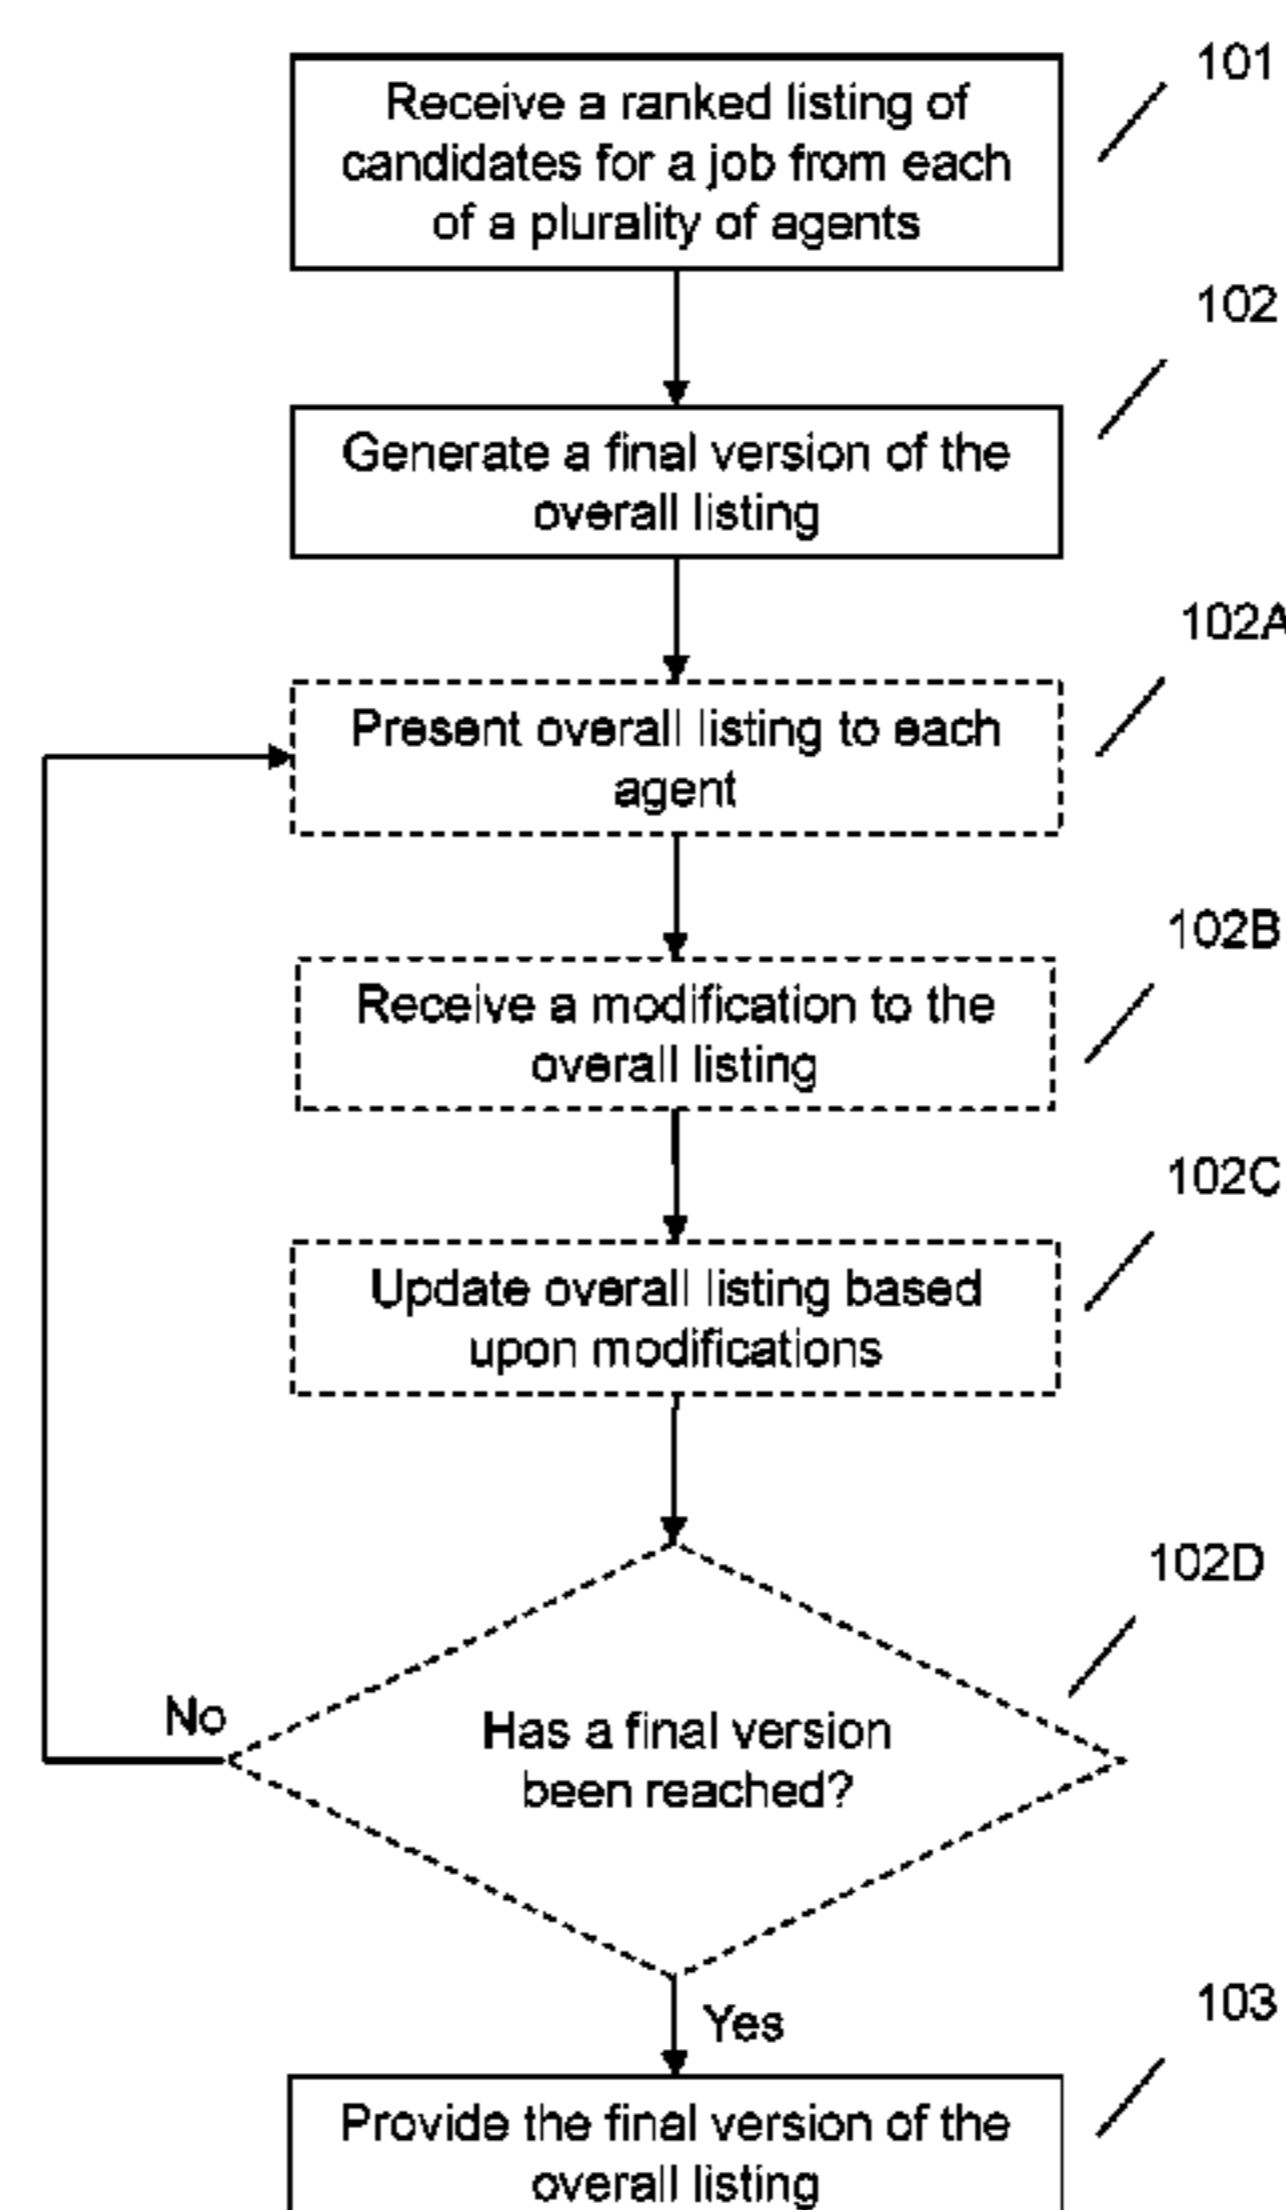 101
Receive a ranked listing of
candidates for a job from each
of a plurality of agents
102
Generate a final version of the
overall listing
102A
Present overall listing to each
agent
102B
Receive a modification to the
overall listing
102C
Update overall listing based
upon modifications
102D
No
Has a final version
been reached?
Yes
103
Provide the final version of the
overall listing